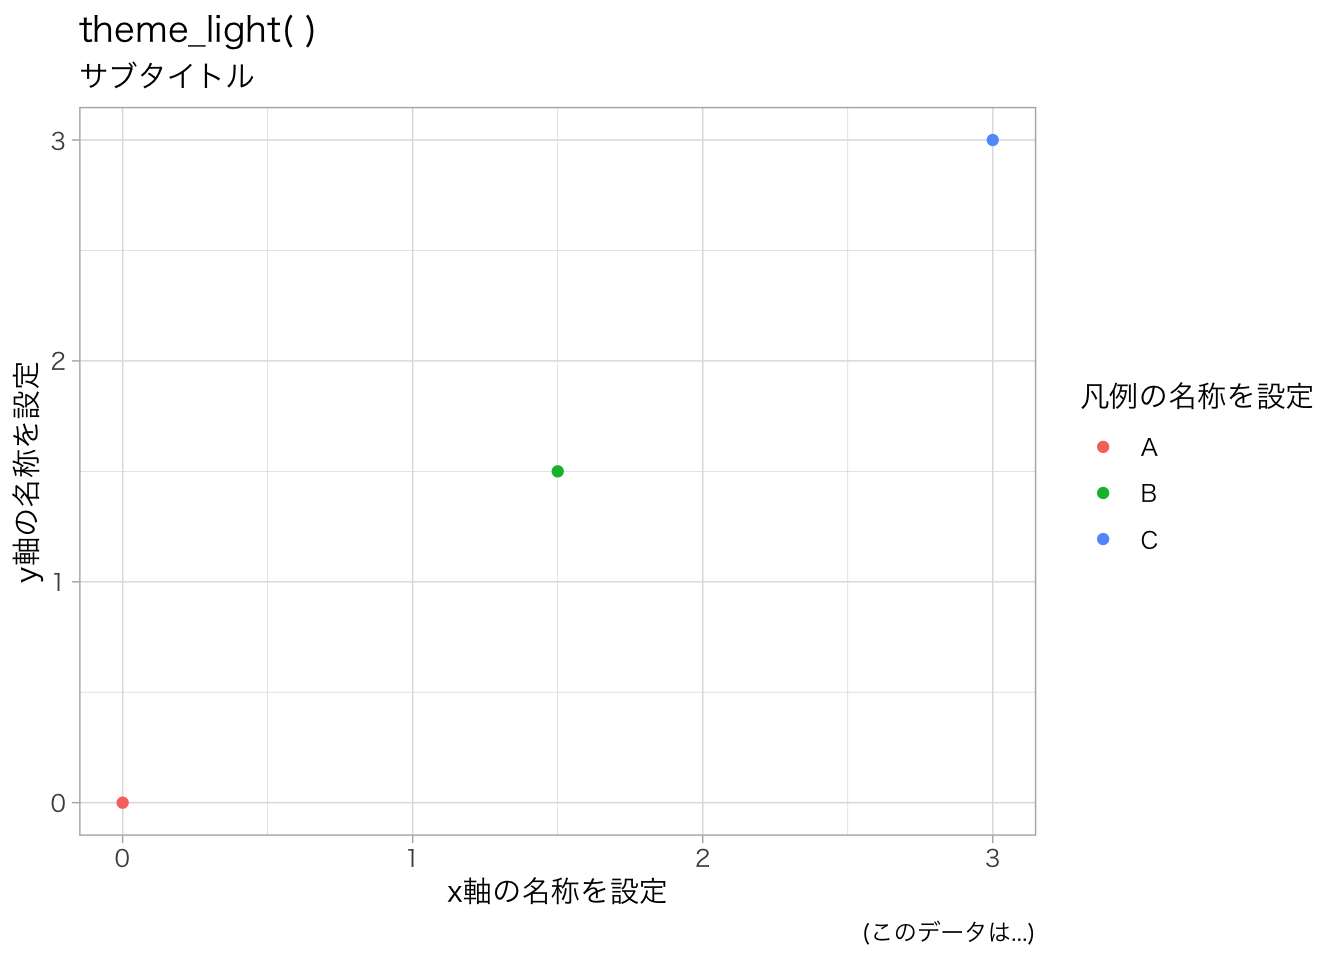 theme_light( )
サブタイトル
y軸の名称を設定
3
2
1
0
0 1 2 3
x軸の名称を設定
(このデータは...)
凡例の名称を設定
A
B
C